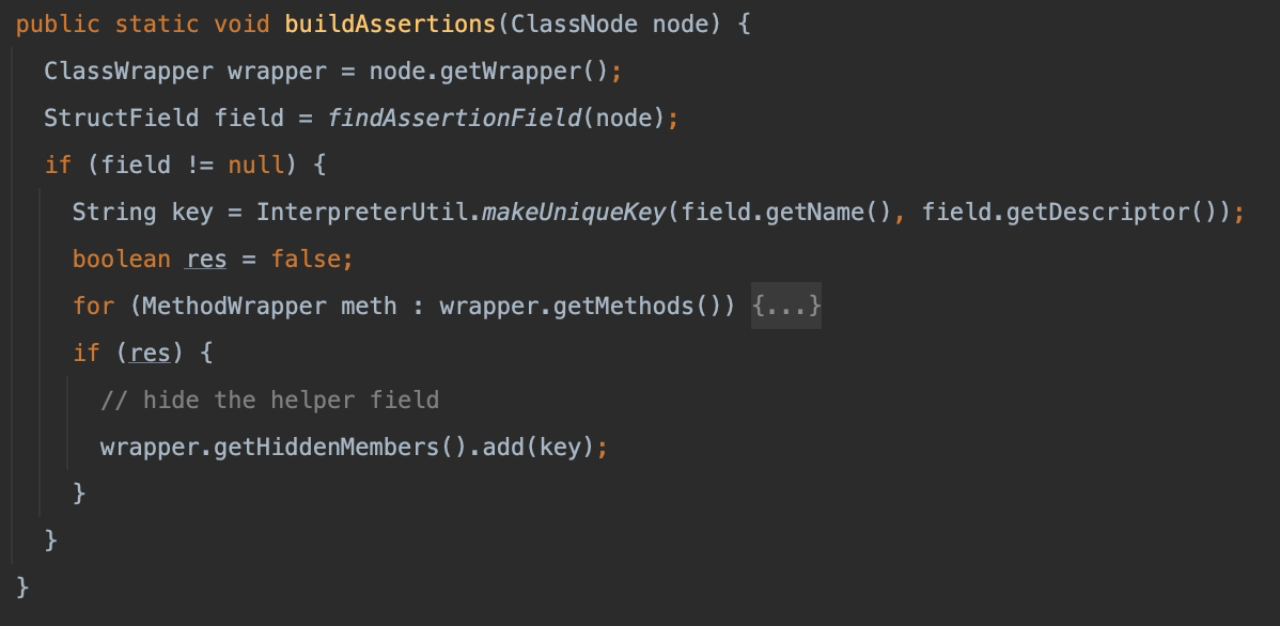 public static void buildAssertions(ClassNode node) {
ClassWrapper wrapper = node.getWrapper();
StructField field = findAssertionField(node);
if (field != null) {
String key = InterpreterUtil.makeUniqueKey(field.getName(), field.getDescriptor());
boolean res = false;
for (MethodWrapper meth : wrapper.getMethods()) {...}
if (res) {
// hide the helper field
wrapper.getHiddenMembers().add(key);
}
}
}